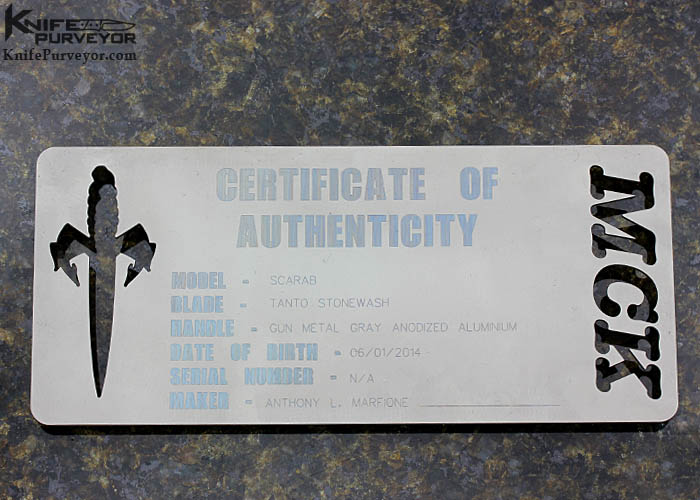 KNIFE
PURVEYOR
KnifePurveyor.com
CERTIFICATE OF
AUTHENTICITY
MODEL - SCARAB
BLADE - TANTO STONEWASH
HANDLE - GUN METAL GRAY ANODIZED ALUMINIUM
DATE OF BIRTH - 06/01/2014
SERIAL NUMBER - N/A
MAKER - ANTHONY L. MARFIONE
MCK